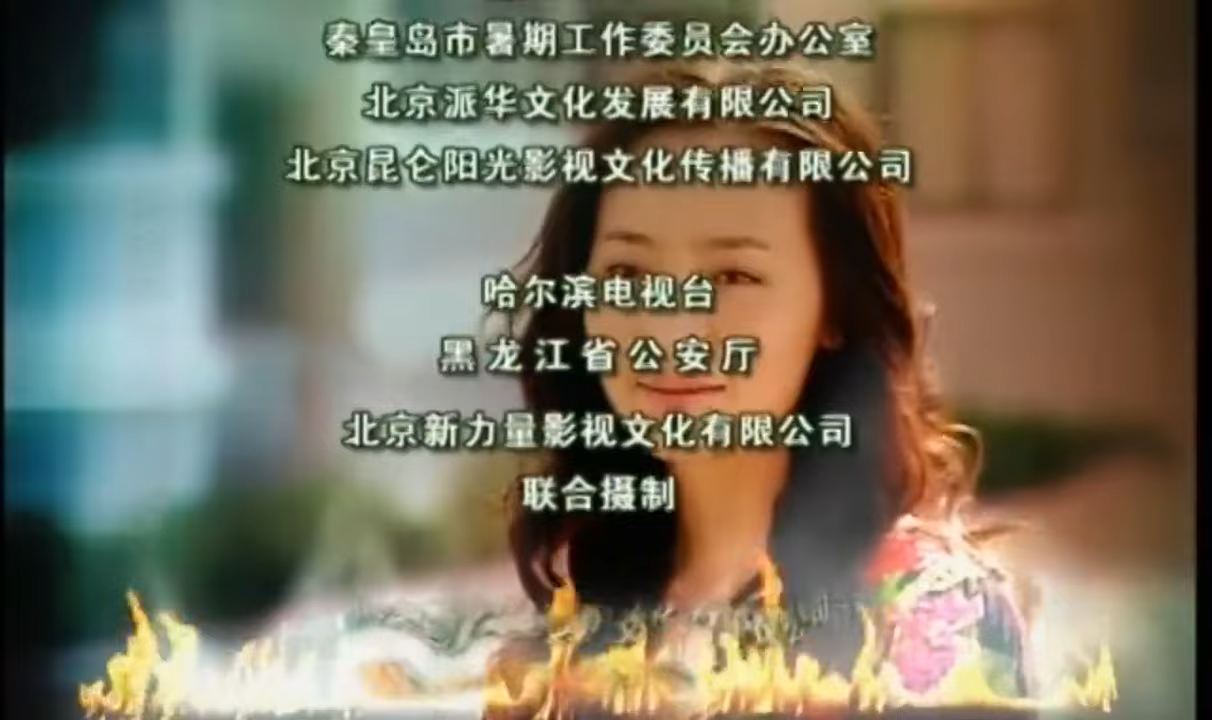 秦皇岛市暑期工作委员会办公室
北京派华文化发展有限公司
北京昆仑阳光影视文化传播有限公司
哈尔滨电视台
黑龙江省公安厅
北京新力量影视文化有限公司
联合摄制